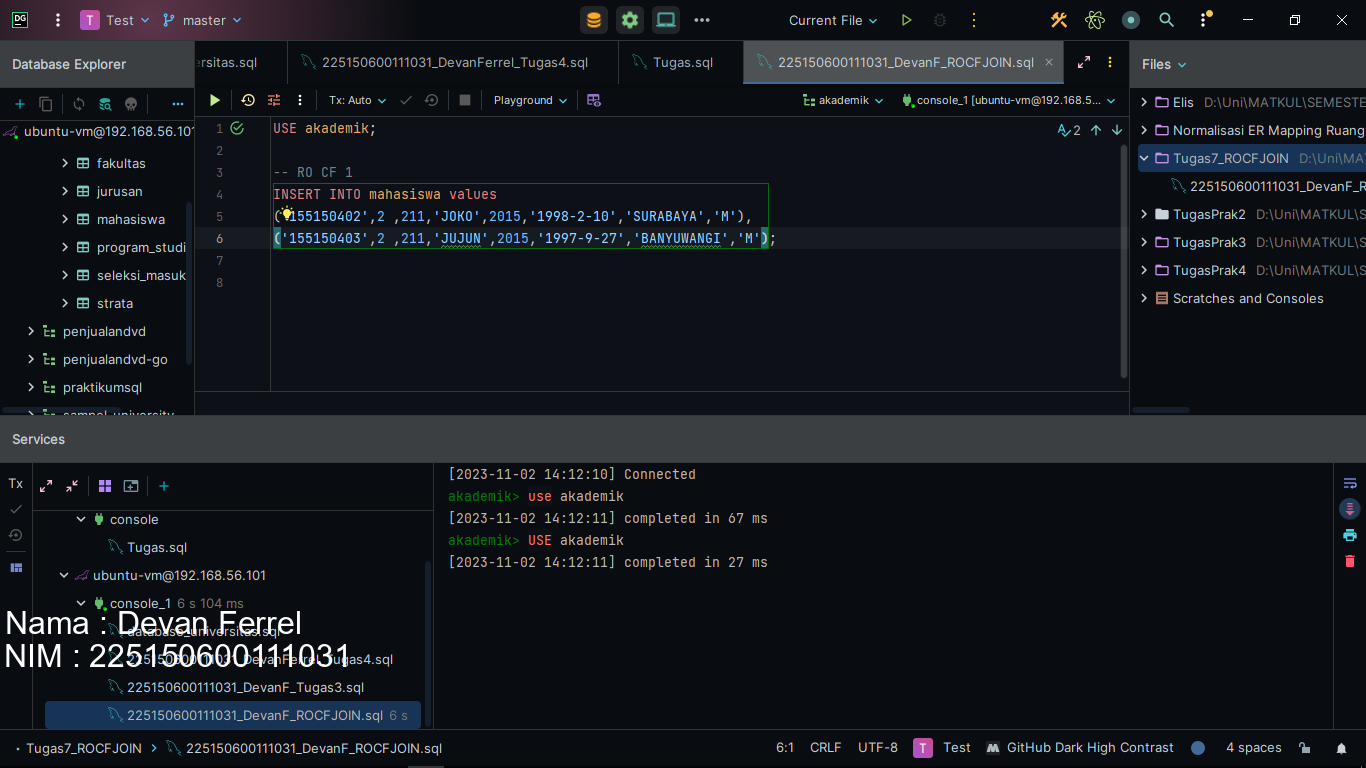 DG
T Test master
Current File
Database Explorer
rsitas.sql
225150600111031_DevanFerrel_Tugas4.sql
Tugas.sql
225150600111031_DevanF_ROCFJOIN.sql
Files
Tx: Auto
Playground
akademik
console_1 [ubuntu-vm@192.168.5...
ubuntu-vm@192.168.56.101
fakultas
jurusan
mahasiswa
program_studi
seleksi_masuk
strata
penjualandvd
penjualandvd-go
praktikumsql
sampel_university
1 USE akademik;
2
2
3 -- RO CF 1
4 INSERT INTO mahasiswa values
5 ('155150402',2 ,211,'JOKO',2015,'1998-2-10','SURABAYA','M'),
6 ('155150403',2 ,211,'JUJUN',2015,'1997-9-27','BANYUWANGI','M');
7
8
Elis D:\Uni\MATKUL\SEMESTE
Normalisasi ER Mapping Ruang
Tugas7_ROCFJOIN D:\Uni\MA
225150600111031_DevanF_R
TugasPrak2 D:\Uni\MATKUL\S
TugasPrak3 D:\Uni\MATKUL\S
TugasPrak4 D:\Uni\MATKUL\S
Scratches and Consoles
Services
Tx
console
Tugas.sql
ubuntu-vm@192.168.56.101
console_1 6 s 104 ms
database_universitas.sql
225150600111031_DevanFerrel_Tugas4.sql
225150600111031_DevanF_Tugas3.sql
225150600111031_DevanF_ROCFJOIN.sql 6 s
Nama : Devan Ferrel
NIM : 225150600111031
[2023-11-02 14:12:10] Connected
akademik> use akademik
[2023-11-02 14:12:11] completed in 67 ms
akademik> USE akademik
[2023-11-02 14:12:11] completed in 27 ms
Tugas7_ROCFJOIN
225150600111031_DevanF_ROCFJOIN.sql
6:1 CRLF UTF-8 T Test GitHub Dark High Contrast 4 spaces